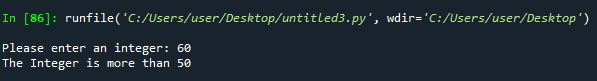 In [86]: runfile('C:/Users/user/Desktop/untitled3.py', wdir='C:/Users/user/Desktop')
Please enter an integer: 60
The Integer is more than 50